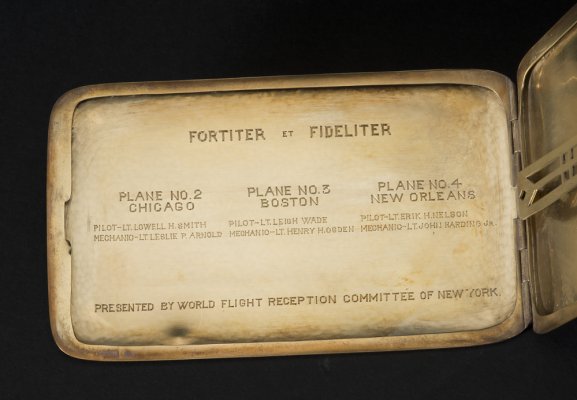 FORTITER ET FIDELITER
PLANE NO.2
CHICAGO
PILOT-LT. LOWELL H. SMITH
MECHANIC-LT. LESLIE P. ARNOLD
PLANE NO.3
BOSTON
PILOT-LT. LEIGH WADE
MECHANIC-LT. HENRY H. OGDEN
PLANE NO.4
NEW ORLEANS
PILOT-LT. ERIK H. NELSON
MECHANIC-LT. JOHN HARDING JR.
PRESENTED BY WORLD FLIGHT RECEPTION COMMITTEE OF NEW YORK.